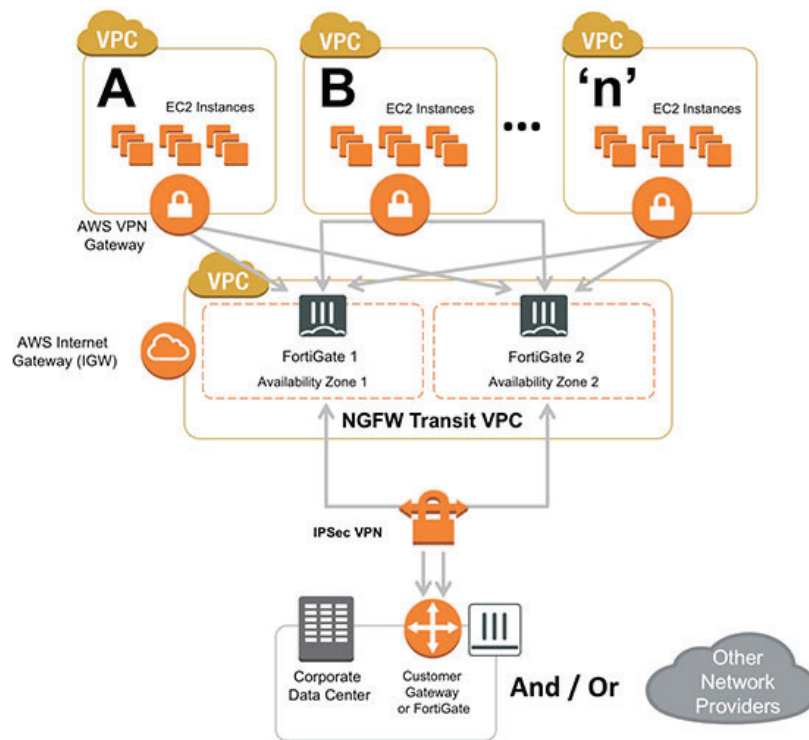 VPC
VPC
VPC
A
B
‘n’
EC2 Instances
EC2 Instances
EC2 Instances
...
AWS VPN
Gateway
VPC
AWS Internet
Gateway (IGW)
FortiGate 1
Availability Zone 1
FortiGate 2
Availability Zone 2
NGFW Transit VPC
IPSec VPN
Corporate
Data Center
Customer
Gateway
or FortiGate
And / Or
Other
Network
Providers